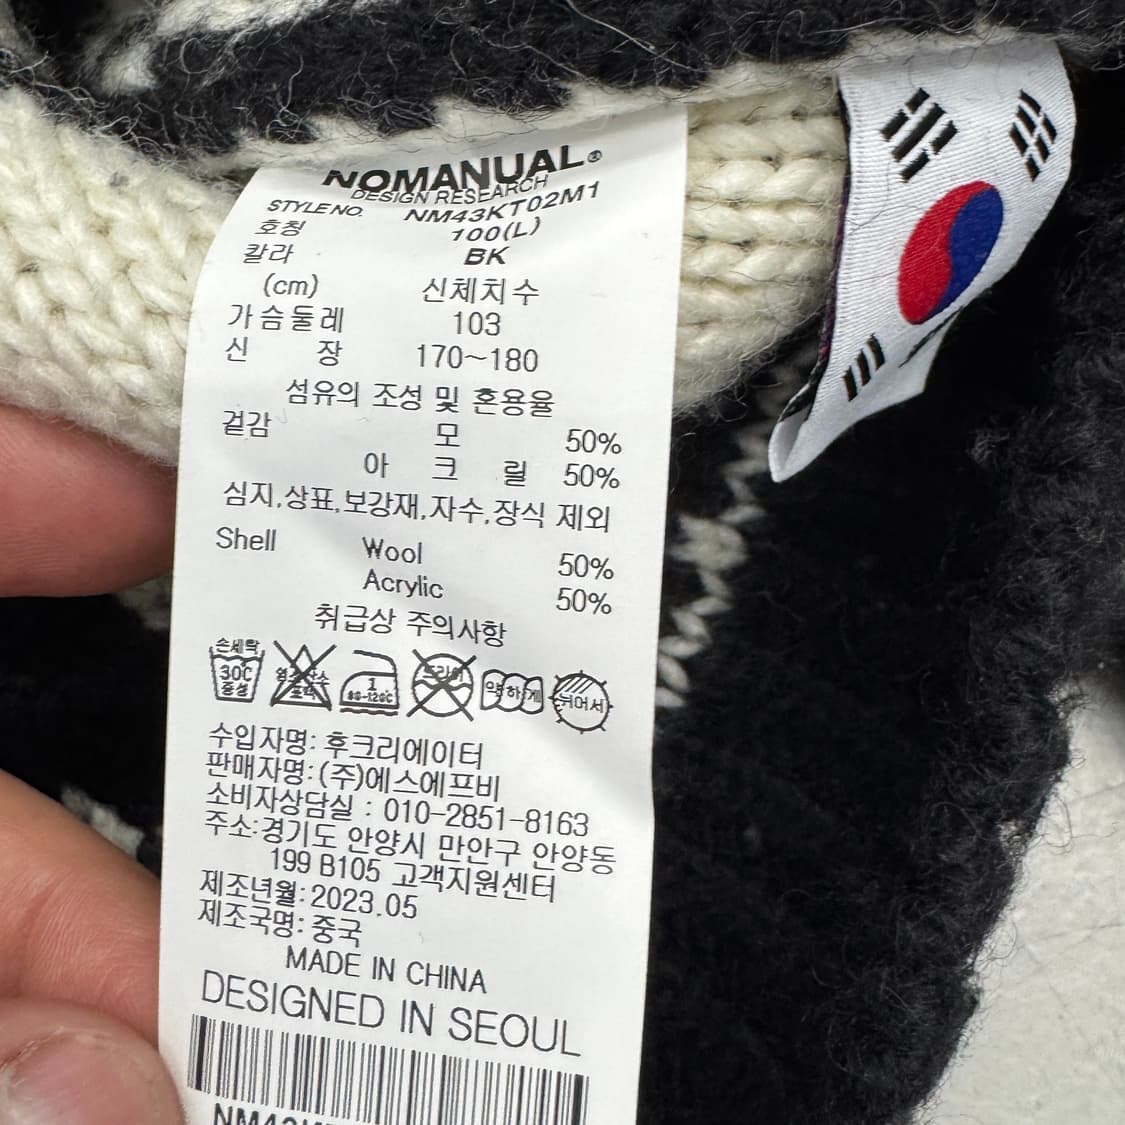 NOMANUAL®
DESIGN RESEARCH
STYLE NO. NM43KT02M1
호칭 100(L)
칼라 BK
(cm) 신체치수
가슴둘레 103
신 장 170~180
섬유의 조성 및 혼용율
겉감 모 50%
아 크 릴 50%
심지,상표,보강재,자수,장식 제외
Shell Wool 50%
Acrylic 50%
취급상 주의사항
손세탁 30C 중성
1 80-120C
드라이
약하게
뉘어서
수입자명: 후크리에이터
판매자명: (주)에스에프비
소비자상담실 : 010-2851-8163
주소:경기도 안양시 만안구 안양동
199 B105 고객지원센터
제조년월: 2023.05
제조국명: 중국
MADE IN CHINA
DESIGNED IN SEOUL